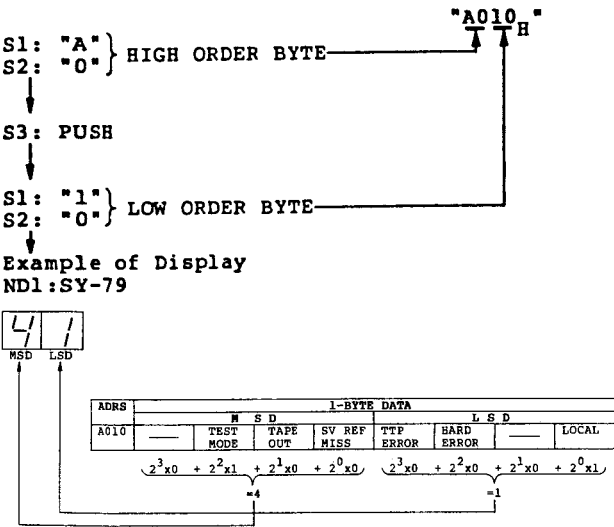 "A010H"
S1: "A" } HIGH ORDER BYTE
S2: "0"
S3: PUSH
S1: "1" } LOW ORDER BYTE
S2: "0"
Example of Display
ND1:SY-79
4 1
MSD LSD
ADRS 1-BYTE DATA
M S D L S D
A010 — TEST MODE TAPE OUT SV REF MISS TTP ERROR HARD ERROR — LOCAL
2³x0 + 2²x1 + 2¹x0 + 2⁰x0 2³x0 + 2²x0 + 2¹x0 + 2⁰x1
=4 =1